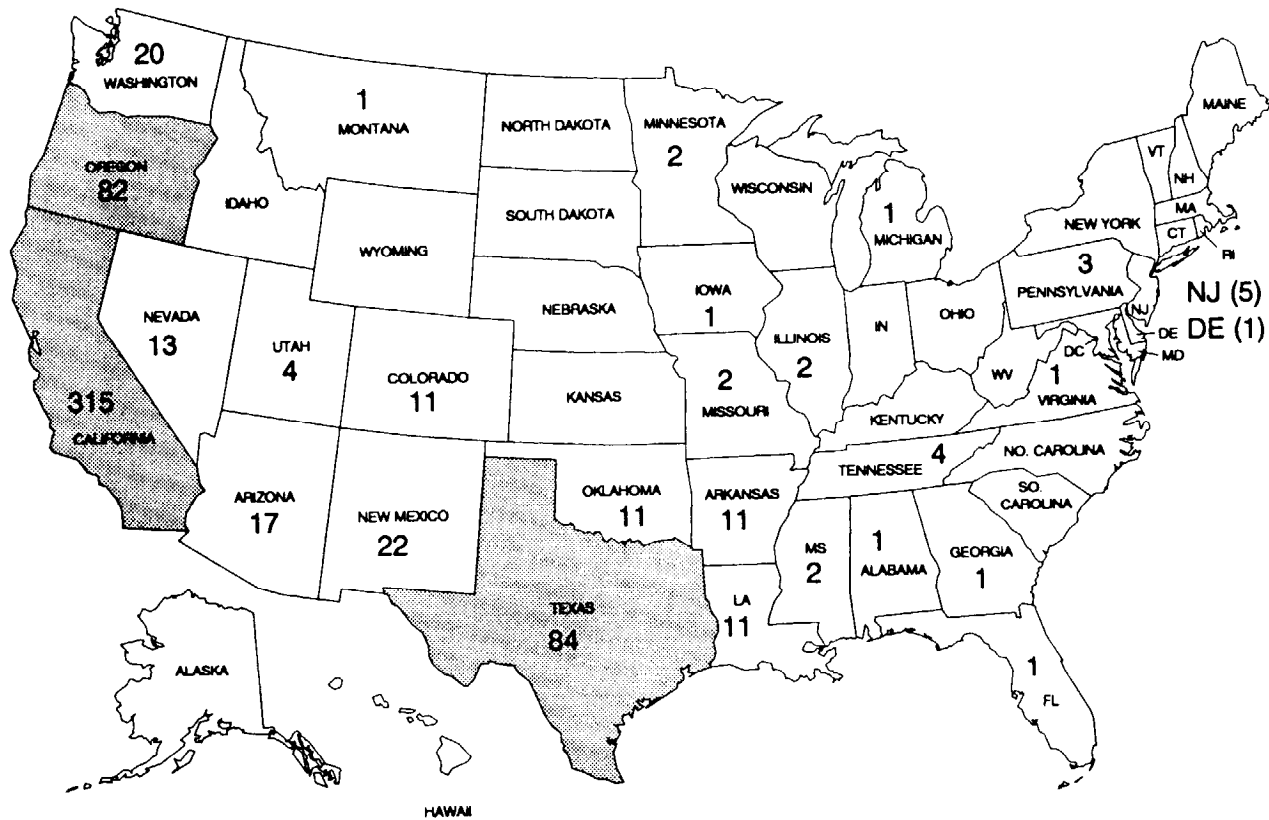 20
WASHINGTON
1
MONTANA
NORTH DAKOTA
MINNESOTA
2
MAINE
VT
NH
OREGON
82
IDAHO
WYOMING
SOUTH DAKOTA
WISCONSIN
1
MICHIGAN
NEW YORK
MA
CT
RI
3
PENNSYLVANIA
NJ
NJ (5)
NEVADA
13
UTAH
4
COLORADO
11
NEBRASKA
IOWA
1
ILLINOIS
2
IN
OHIO
DE
DE (1)
DC
MD
WV
1
VIRGINIA
315
CALIFORNIA
KANSAS
2
MISSOURI
KENTUCKY
TENNESSEE 4
NO. CAROLINA
SO.
CAROLINA
ARIZONA
17
NEW MEXICO
22
OKLAHOMA
11
ARKANSAS
11
MS
2
1
ALABAMA
GEORGIA
1
TEXAS
84
LA
11
1
FL
ALASKA
HAWAII